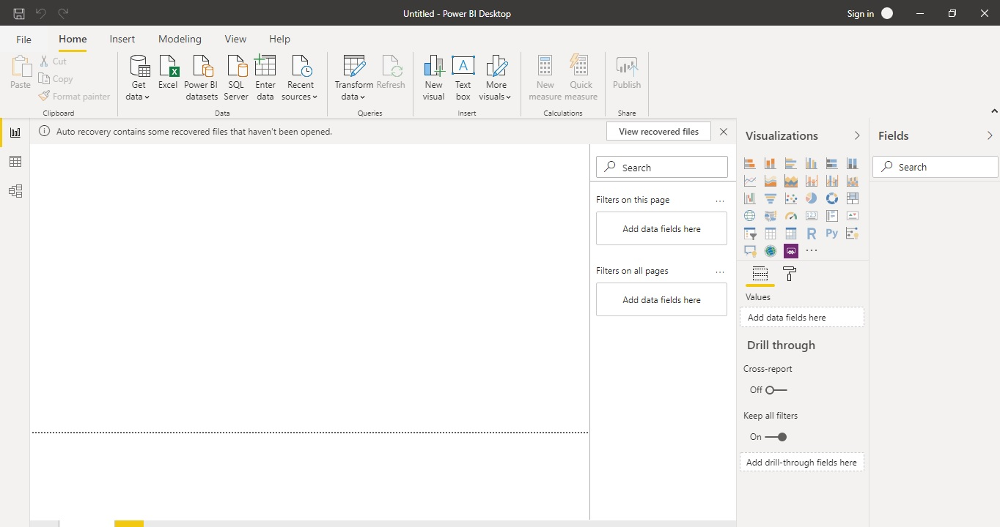 Untitled - Power BI Desktop
Sign in
File
Home
Insert
Modeling
View
Help
Paste
Cut
Copy
Format painter
Clipboard
Get
data
Excel
Power BI
datasets
SQL
Server
Enter
data
Recent
sources
Data
Transform
data
Refresh
Queries
New
visual
Text
box
More
visuals
Insert
New
measure
Quick
measure
Calculations
Publish
Share
Auto recovery contains some recovered files that haven't been opened.
View recovered files
Search
Filters on this page
...
Add data fields here
Filters on all pages
...
Add data fields here
Visualizations
R
Py
123
...
Values
Add data fields here
Drill through
Cross-report
Off
Keep all filters
On
Add drill-through fields here
Fields
Search